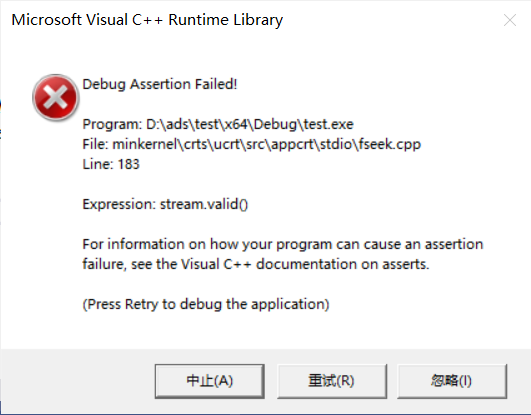 Microsoft Visual C++ Runtime Library
Debug Assertion Failed!
Program: D:\ads\test\x64\Debug\test.exe
File: minkernel\crts\ucrt\src\appcrt\stdio\fseek.cpp
Line: 183
Expression: stream.valid()
For information on how your program can cause an assertion
failure, see the Visual C++ documentation on asserts.
(Press Retry to debug the application)
中止(A)
重试(R)
忽略(I)